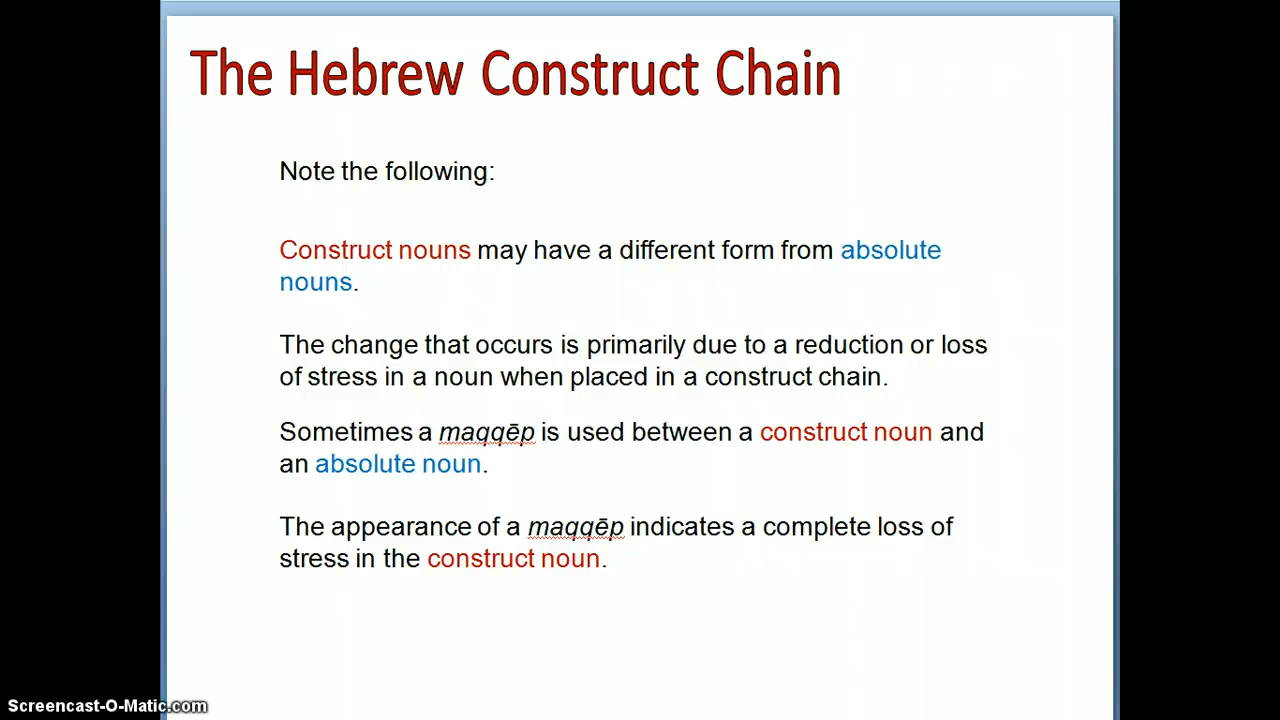 The Hebrew Construct Chain
Note the following:
Construct nouns may have a different form from absolute
nouns.
The change that occurs is primarily due to a reduction or loss
of stress in a noun when placed in a construct chain.
Sometimes a maqqēp is used between a construct noun and
an absolute noun.
The appearance of a maqqēp indicates a complete loss of
stress in the construct noun.
Screencast-O-Matic.com